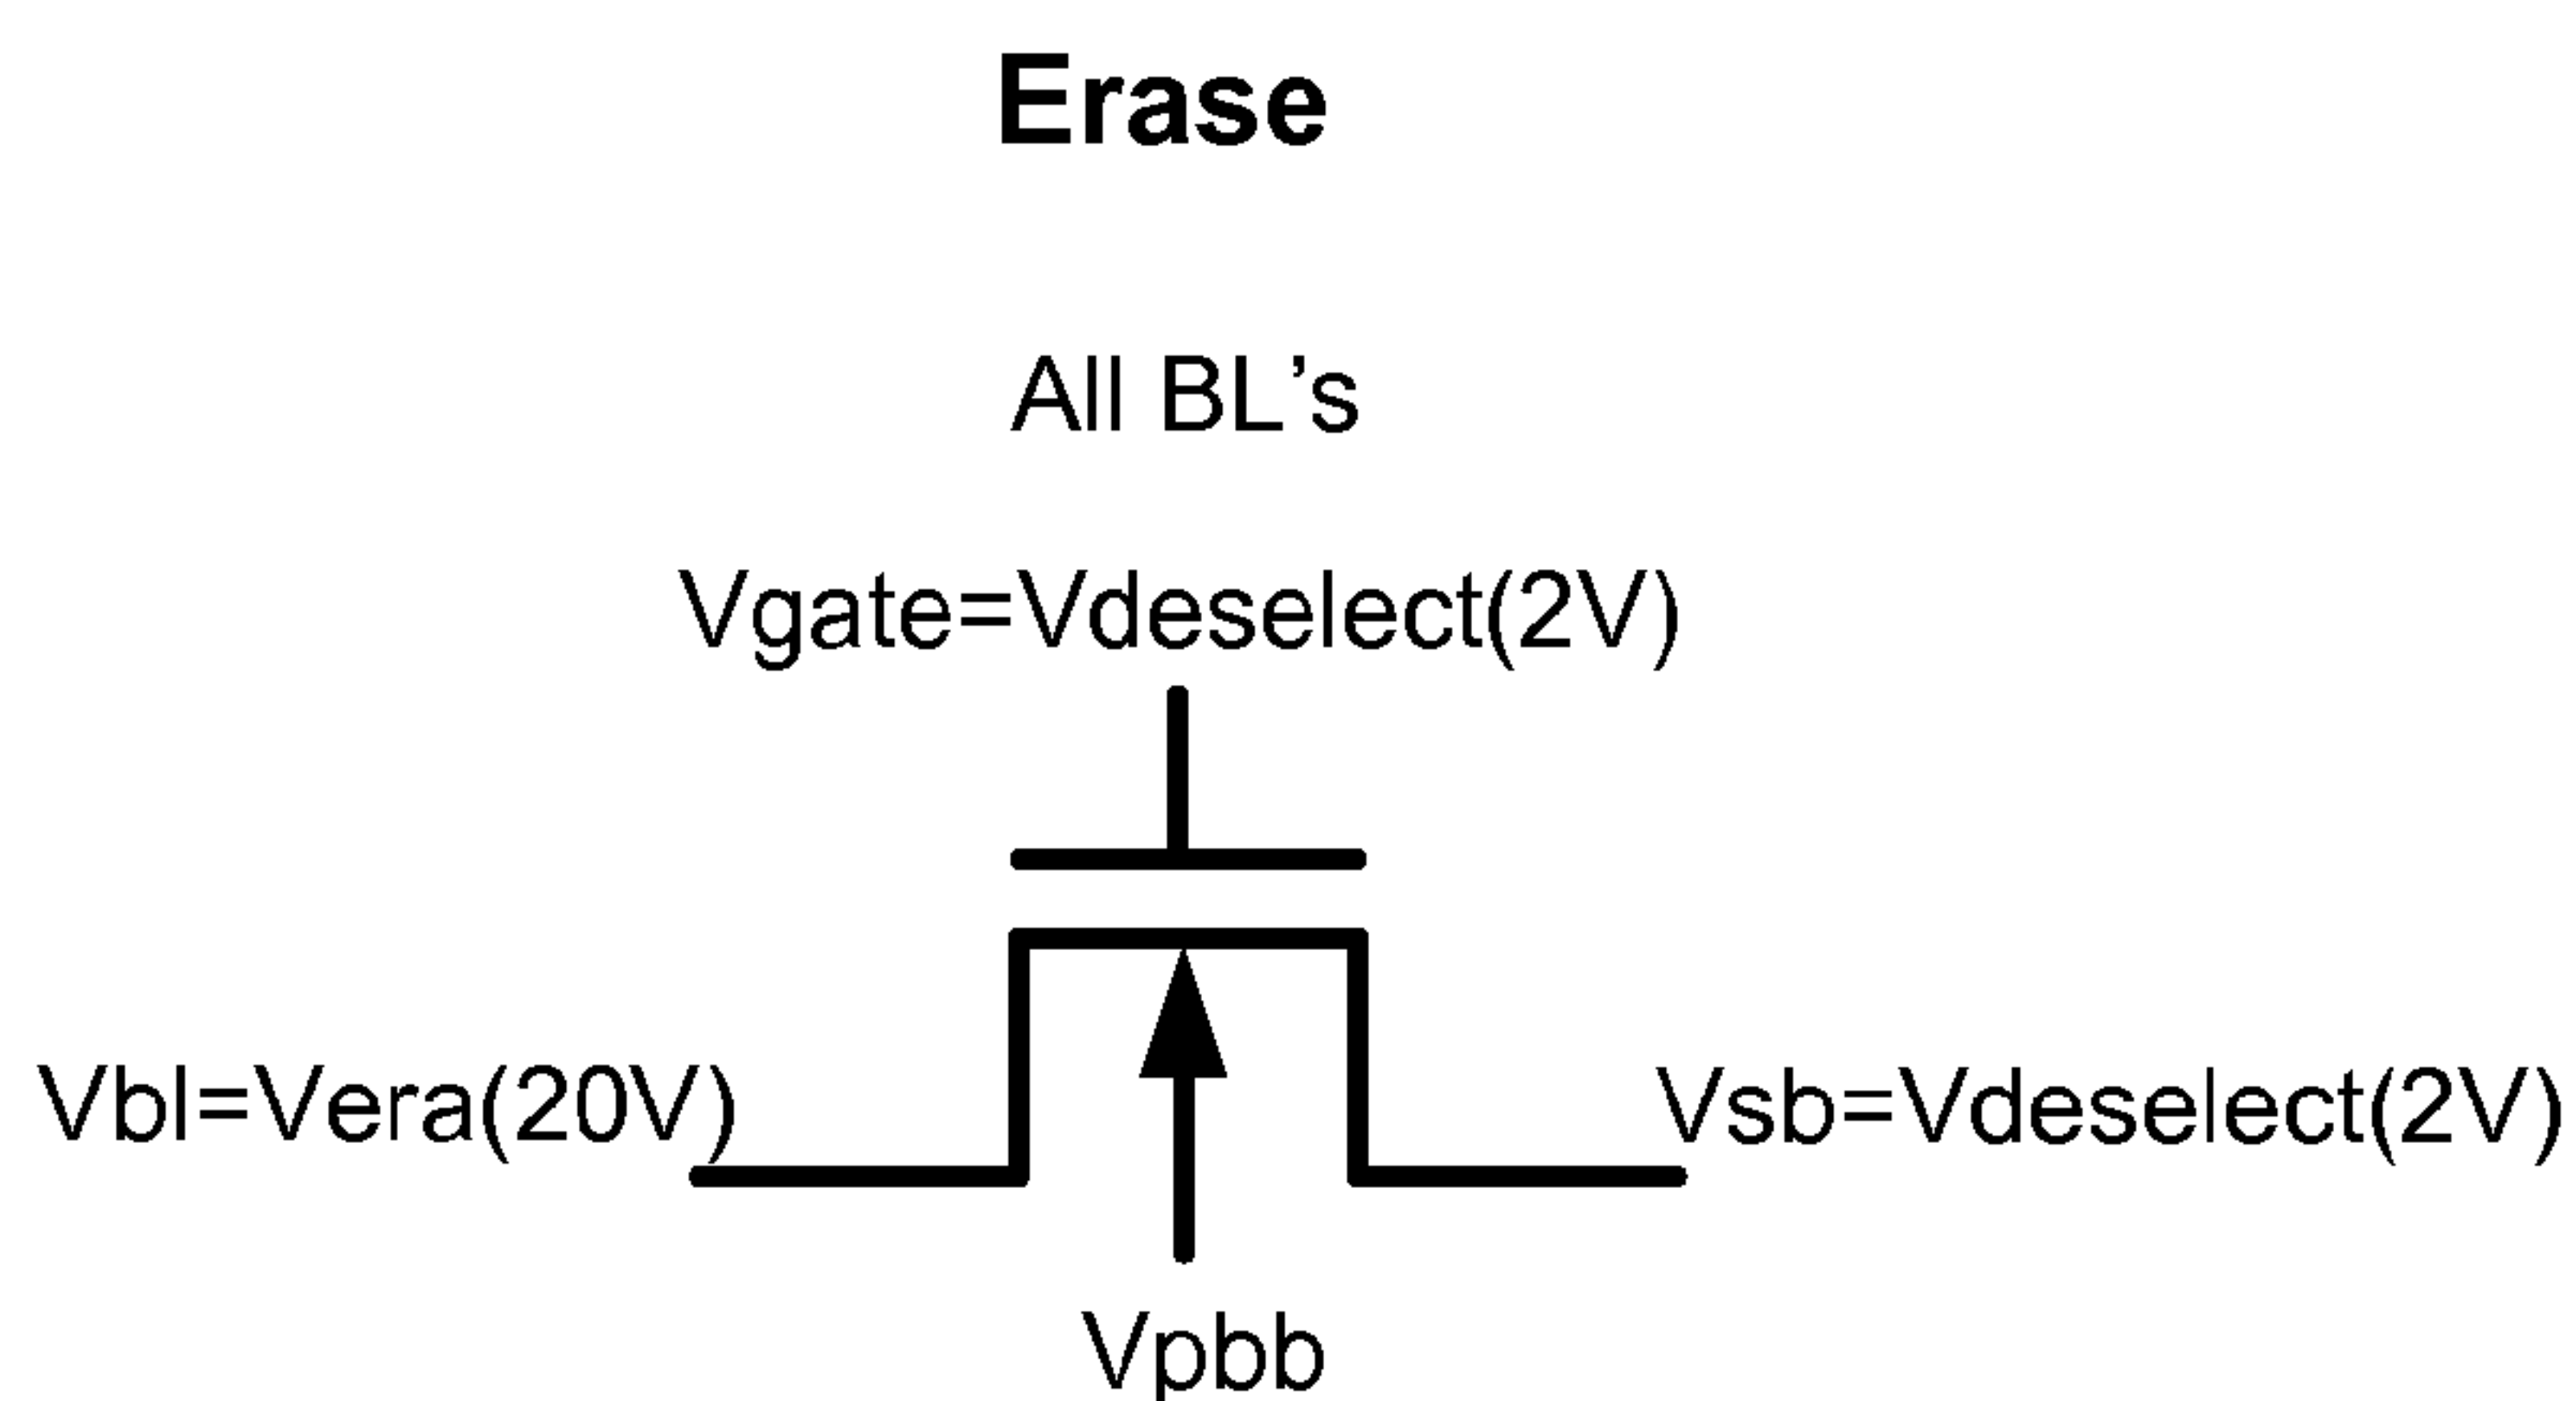 Erase
All BL’s
Vgate=Vdeselect(2V)
Vbl=Vera(20V)
Vsb=Vdeselect(2V)
Vpbb